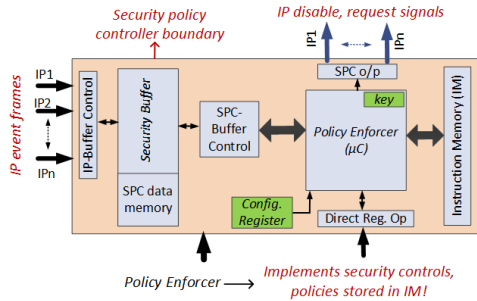 Security policy
controller boundary
IP disable, request signals
IP1
IPn
IP event frames
IP1
IP2
IPn
IP-Buffer Control
Security Buffer
SPC data
memory
SPC-
Buffer
Control
SPC o/p
key
Policy Enforcer
(μC)
Instruction Memory (IM)
Config.
Register
Direct Reg. Op
Policy Enforcer
Implements security controls,
policies stored in IM!